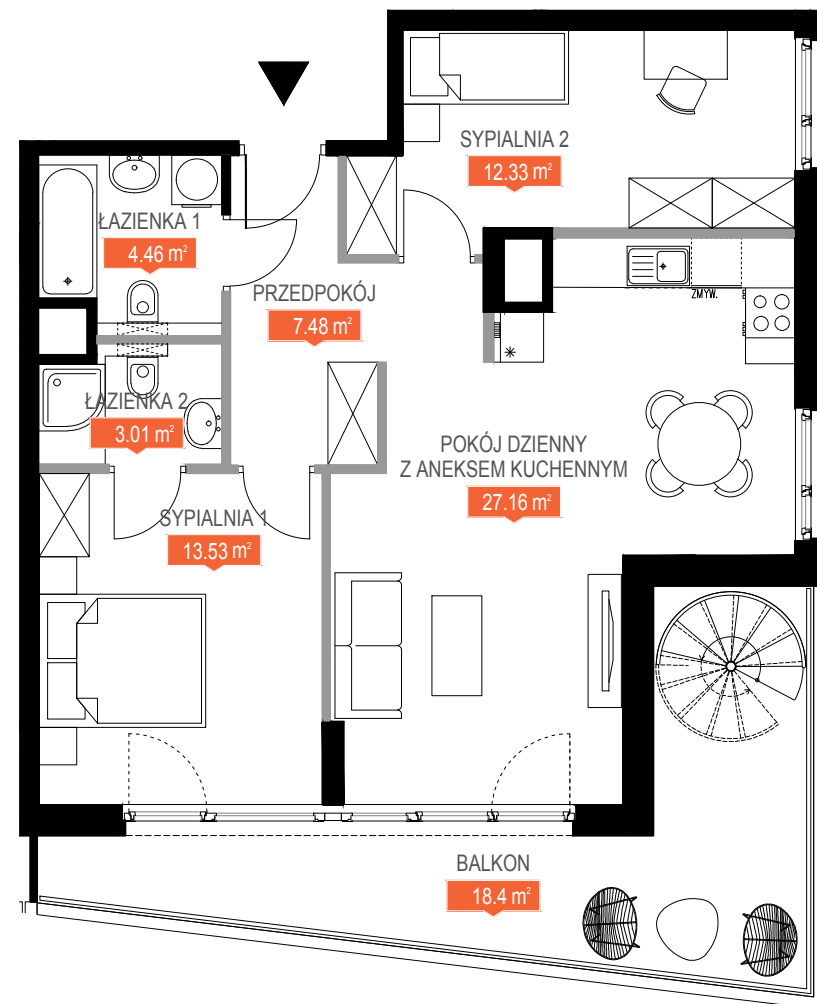 SYPIALNIA 2
12.33 m²
ŁAZIENKA 1
4.46 m²
PRZEDPOKÓJ
7.48 m²
ZMYW.
ŁAZIENKA 2
3.01 m²
POKÓJ DZIENNY
Z ANEKSEM KUCHENNYM
27.16 m²
SYPIALNIA 1
13.53 m²
BALKON
18.4 m²